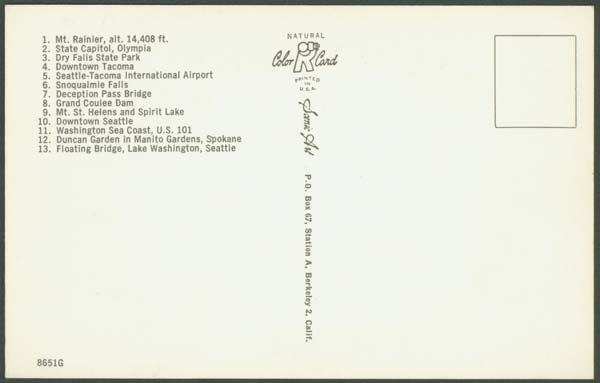 1. Mt. Rainier, alt. 14,408 ft.
2. State Capitol, Olympia
3. Dry Falls State Park
4. Downtown Tacoma
5. Seattle-Tacoma International Airport
6. Snoqualmie Falls
7. Deception Pass Bridge
8. Grand Coulee Dam
9. Mt. St. Helens and Spirit Lake
10. Downtown Seattle
11. Washington Sea Coast, U.S. 101
12. Duncan Garden in Manito Gardens, Spokane
13. Floating Bridge, Lake Washington, Seattle
NATURAL
Color Card
PRINTED
IN
U.S.A.
Scenic Art
P.O. Box 67, Station A, Berkeley 2, Calif.
8651G